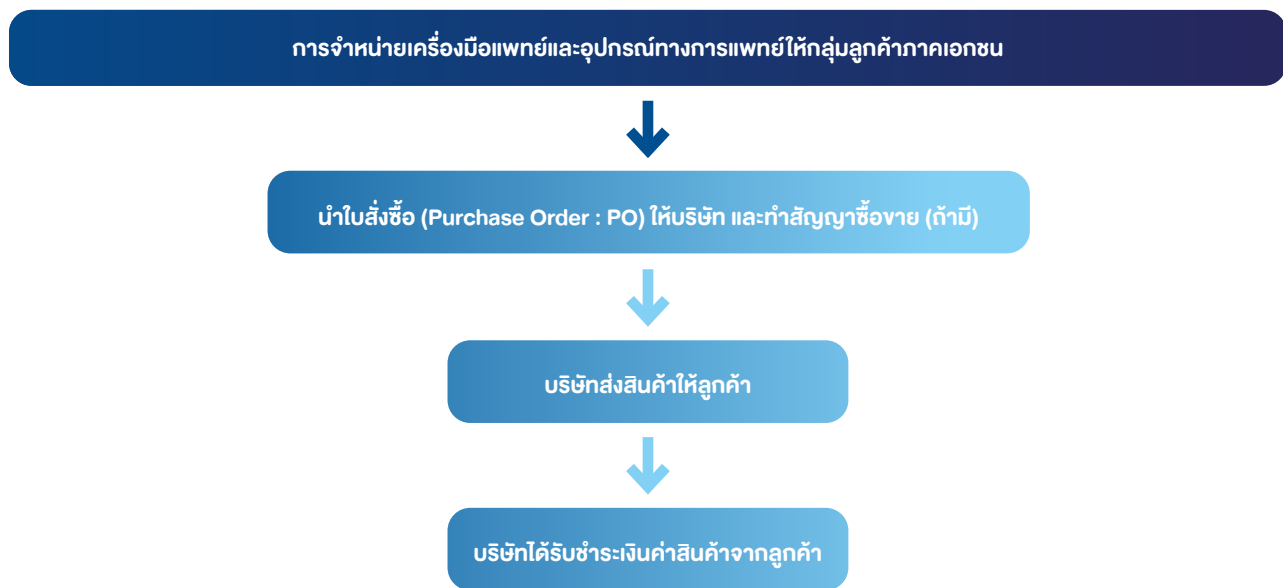 การจำหน่ายเครื่องมือแพทย์และอุปกรณ์ทางการแพทย์ให้กลุ่มลูกค้าภาคเอกชน
นำใบสั่งซื้อ (Purchase Order : PO) ให้บริษัท และทำสัญญาซื้อขาย (ถ้ามี)
บริษัทส่งสินค้าให้ลูกค้า
บริษัทได้รับชำระเงินค่าสินค้าจากลูกค้า